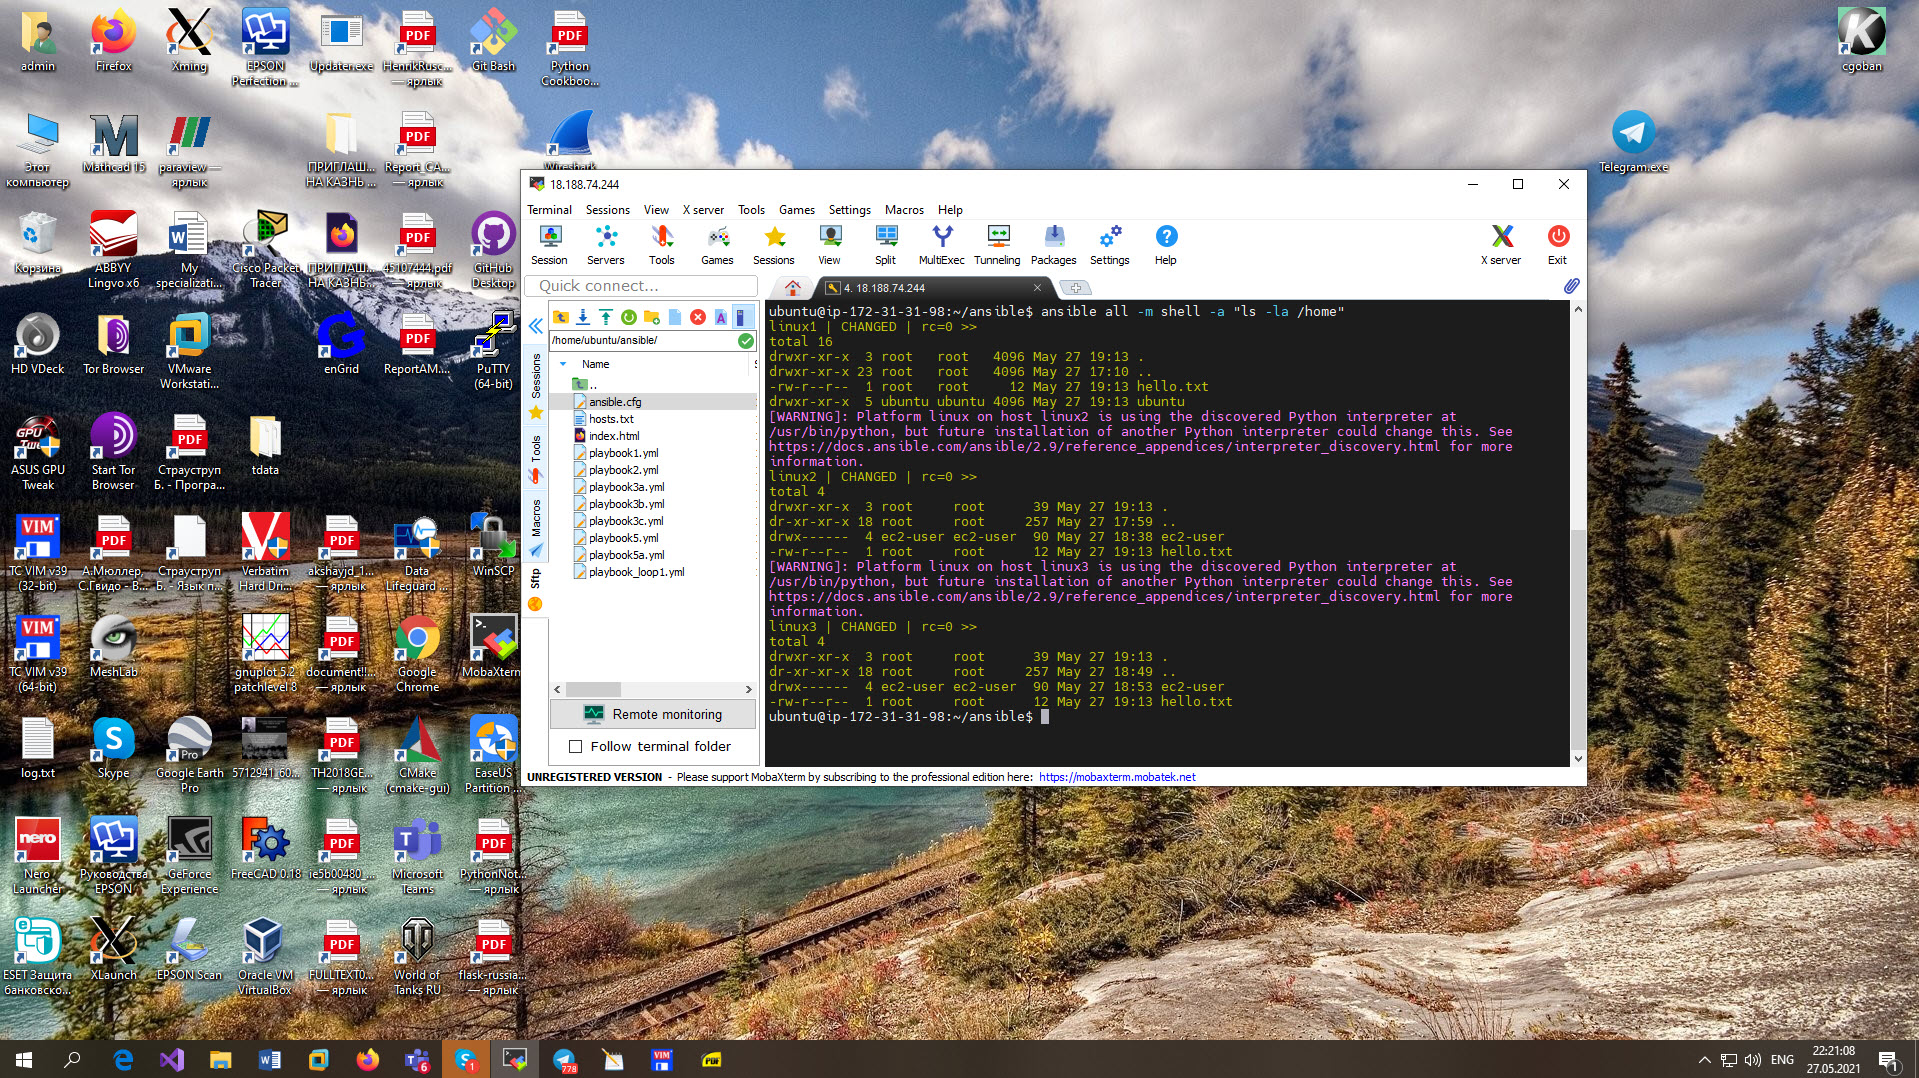 admin
Firefox
Xming
EPSON
Perfection ...
Updater.exe
HenrikRusc...
— ярлык
Git Bash
Python
Cookboo...
cgoban
Этот
компьютер
Mathcad 15
paraview —
ярлык
ПРИГЛАШ...
НА КАЗНЬ ...
Report_GA...
— ярлык
Wireshark
Telegram.exe
Корзина
ABBYY
Lingvo x6
My
specializati...
Cisco Packet
Tracer
ПРИГЛАШ...
НА КАЗНЬ...
45107444.pdf
— ярлык
GitHub
Desktop
HD VDeck
Tor Browser
VMware
Workstati...
enGrid
ReportAM...
PuTTY
(64-bit)
ASUS GPU
Tweak
Start Tor
Browser
Страуструп
Б. - Програ...
tdata
TC VIM v39
(32-bit)
А.Мюллер,
С.Гвидо - В...
Страуструп
Б. - Язык п...
Verbatim
Hard Dri...
akshayjd_1...
— ярлык
Data
Lifeguard ...
WinSCP
TC VIM v39
(64-bit)
MeshLab
gnuplot 5.2
patchlevel 8
document!!...
— ярлык
Google
Chrome
MobaXterm
log.txt
Skype
Google Earth
Pro
5712941_60...
TH2018GE...
— ярлык
CMake
(cmake-gui)
EaseUS
Partition ...
Nero
Launcher
Руководства
EPSON
GeForce
Experience
FreeCAD 0.18
ie5b00480_...
— ярлык
Microsoft
Teams
PythonNot...
— ярлык
ESET Защита
банковско...
XLaunch
EPSON Scan
Oracle VM
VirtualBox
FULLTEXT0...
— ярлык
World of
Tanks RU
flask-russia...
— ярлык
18.188.74.244
Terminal Sessions View X server Tools Games Settings Macros Help
Session Servers Tools Games Sessions View Split MultiExec Tunneling Packages Settings Help X server Exit
Quick connect...
4. 18.188.74.244
/home/ubuntu/ansible/
Name
..
ansible.cfg
hosts.txt
index.html
playbook1.yml
playbook2.yml
playbook3a.yml
playbook3b.yml
playbook3c.yml
playbook5.yml
playbook5a.yml
playbook_loop1.yml
Sessions
Tools
Macros
Sftp
Remote monitoring
Follow terminal folder
ubuntu@ip-172-31-31-98:~/ansible$ ansible all -m shell -a "ls -la /home"
linux1 | CHANGED | rc=0 >>
total 16
drwxr-xr-x  3 root   root   4096 May 27 19:13 .
drwxr-xr-x 23 root   root   4096 May 27 17:10 ..
-rw-r--r--  1 root   root     12 May 27 19:13 hello.txt
drwxr-xr-x  5 ubuntu ubuntu 4096 May 27 19:13 ubuntu
[WARNING]: Platform linux on host linux2 is using the discovered Python interpreter at
/usr/bin/python, but future installation of another Python interpreter could change this. See
https://docs.ansible.com/ansible/2.9/reference_appendices/interpreter_discovery.html for more
information.
linux2 | CHANGED | rc=0 >>
total 4
drwxr-xr-x  3 root     root      39 May 27 19:13 .
dr-xr-xr-x 18 root     root     257 May 27 17:59 ..
drwx------  4 ec2-user ec2-user  90 May 27 18:38 ec2-user
-rw-r--r--  1 root     root      12 May 27 19:13 hello.txt
[WARNING]: Platform linux on host linux3 is using the discovered Python interpreter at
/usr/bin/python, but future installation of another Python interpreter could change this. See
https://docs.ansible.com/ansible/2.9/reference_appendices/interpreter_discovery.html for more
information.
linux3 | CHANGED | rc=0 >>
total 4
drwxr-xr-x  3 root     root      39 May 27 19:13 .
dr-xr-xr-x 18 root     root     257 May 27 18:49 ..
drwx------  4 ec2-user ec2-user  90 May 27 18:53 ec2-user
-rw-r--r--  1 root     root      12 May 27 19:13 hello.txt
ubuntu@ip-172-31-31-98:~/ansible$
UNREGISTERED VERSION - Please support MobaXterm by subscribing to the professional edition here: https://mobaxterm.mobatek.net
ENG
22:21:08
27.05.2021